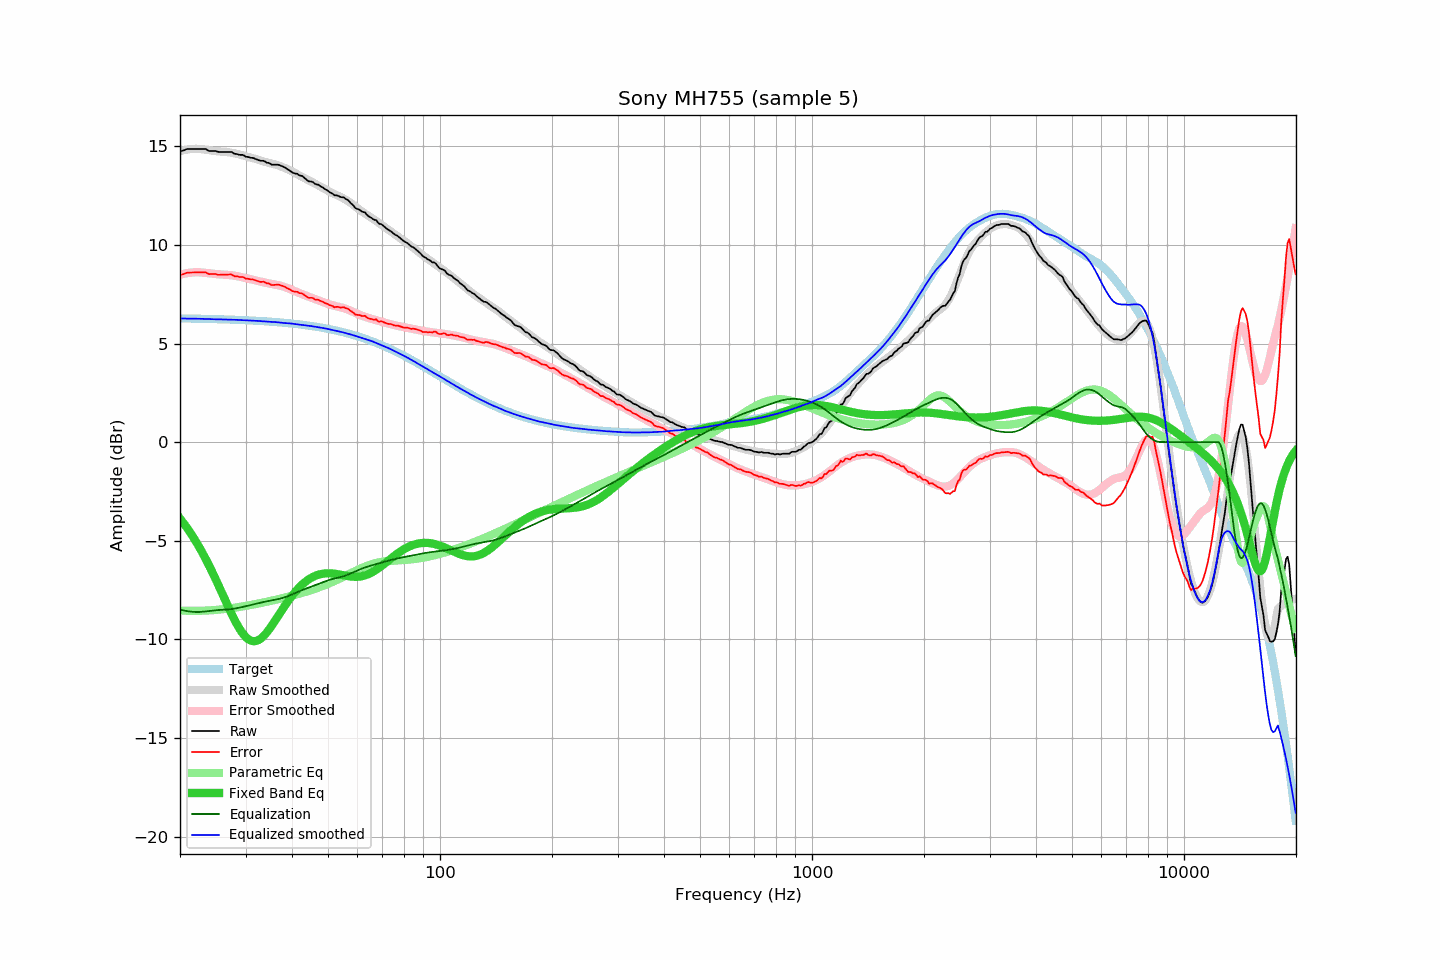 Sony MH755 (sample 5)
15
10
5
0
−5
−10
−15
−20
Amplitude (dBr)
Target
Raw Smoothed
Error Smoothed
Raw
Error
Parametric Eq
Fixed Band Eq
Equalization
Equalized smoothed
100
1000
10000
Frequency (Hz)